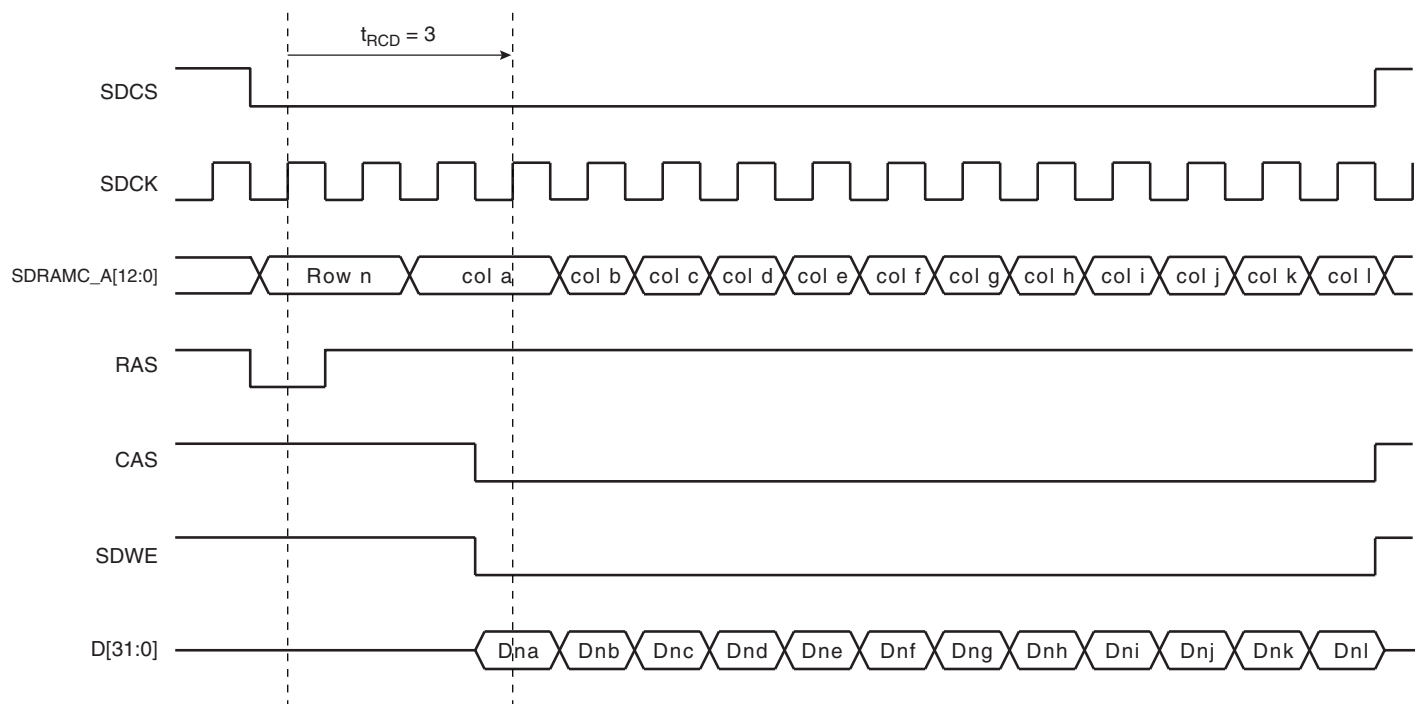 t_RCD = 3
SDCS
SDCK
SDRAMC_A[12:0] Row n col a col b col c col d col e col f col g col h col i col j col k col l
RAS
CAS
SDWE
D[31:0] Dna Dnb Dnc Dnd Dne Dnf Dng Dnh Dni Dnj Dnk Dnl